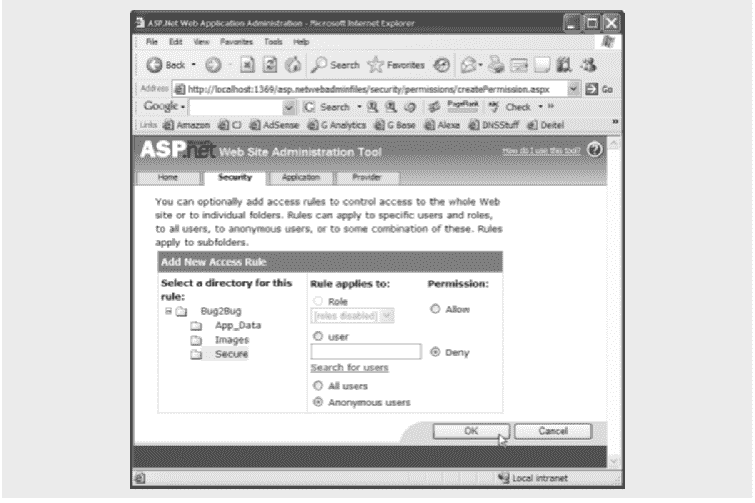 ASP.Net Web Application Administration - Microsoft Internet Explorer
File Edit View Favorites Tools Help
Back Search Favorites
Address http://localhost:1369/asp.netwebadminfiles/security/permissions/createPermission.aspx Go
Google Search PageRank Check
Links Amazon CJ AdSense G Analytics G Base Alexa DNSStuff Deitel
ASP.net Web Site Administration Tool How do I use this tool? ?
Home Security Application Provider
You can optionally add access rules to control access to the whole Web
site or to individual folders. Rules can apply to specific users and roles,
to all users, to anonymous users, or to some combination of these. Rules
apply to subfolders.
Add New Access Rule
Select a directory for this
rule:
Bug2Bug
App_Data
Images
Secure
Rule applies to:
Role
[roles disabled]
user
Search for users
All users
Anonymous users
Permission:
Allow
Deny
OK Cancel
Local intranet